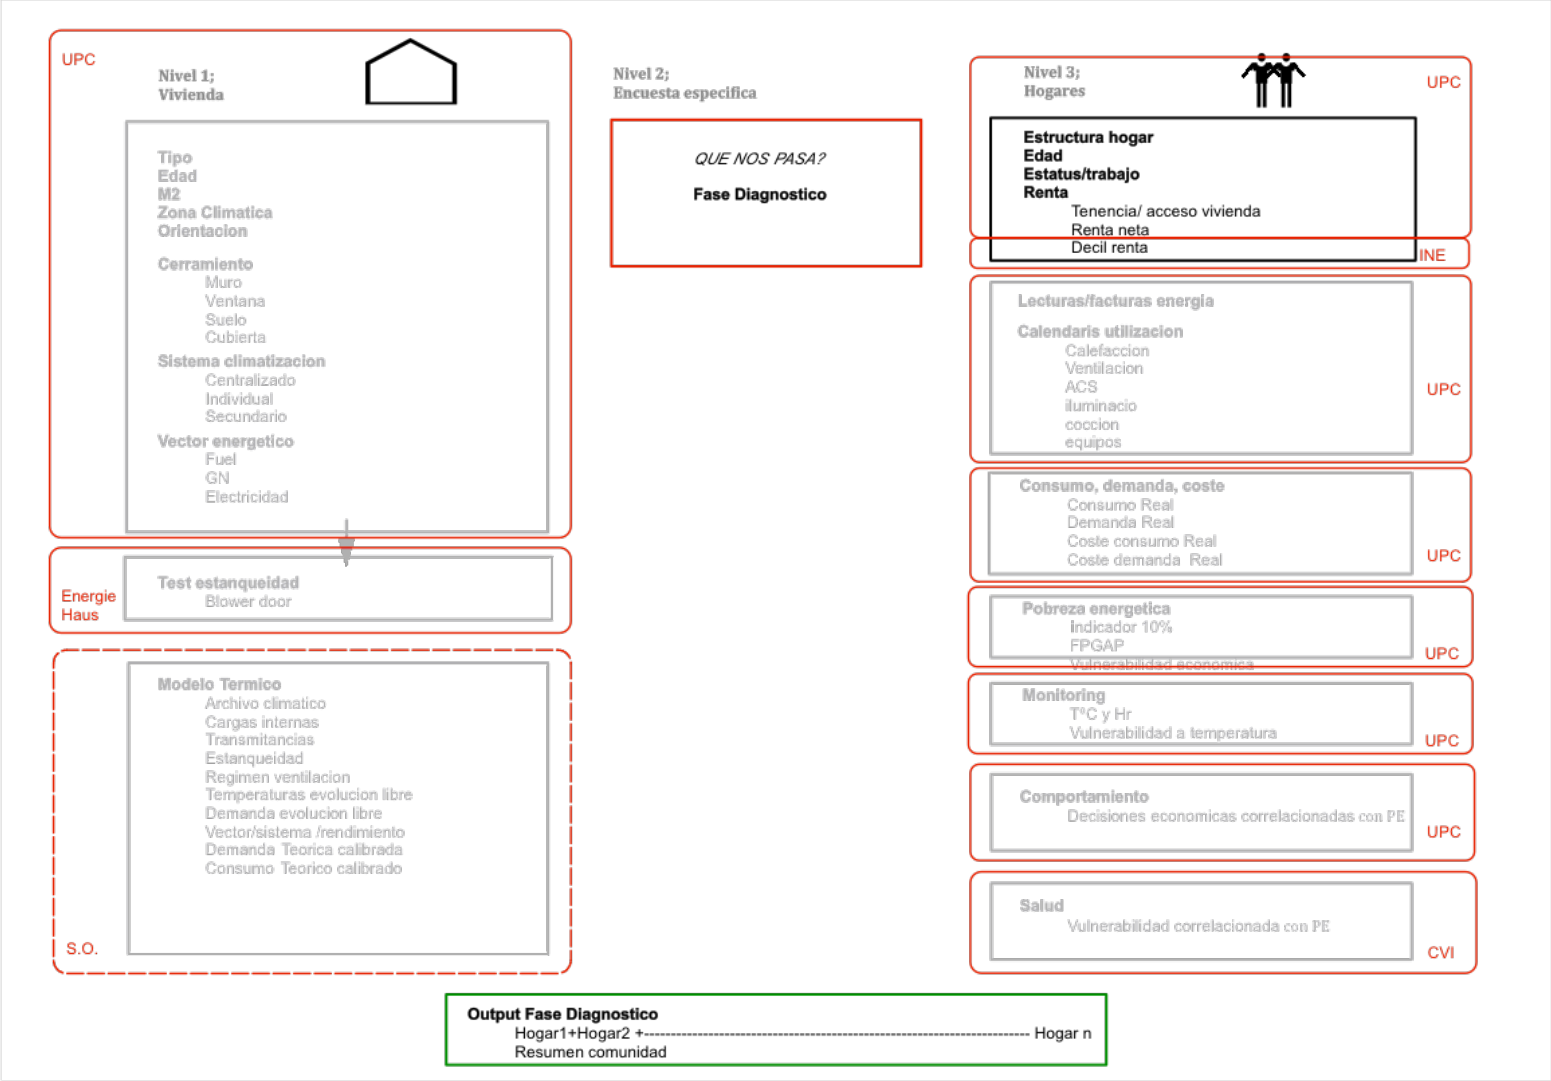 UPC
Nivel 1;
Vivienda
Tipo
Edad
M2
Zona Climatica
Orientacion
Cerramiento
Muro
Ventana
Suelo
Cubierta
Sistema climatizacion
Centralizado
Individual
Secundario
Vector energetico
Fuel
GN
Electricidad
Energie
Haus
Test estanqueidad
Blower door
Modelo Termico
Archivo climatico
Cargas internas
Transmitancias
Estanqueidad
Regimen ventilacion
Temperaturas evolucion libre
Demanda evolucion libre
Vector/sistema /rendimiento
Demanda Teorica calibrada
Consumo Teorico calibrado
S.O.
Nivel 2;
Encuesta especifica
QUE NOS PASA?
Fase Diagnostico
Nivel 3;
Hogares
UPC
Estructura hogar
Edad
Estatus/trabajo
Renta
Tenencia/ acceso vivienda
Renta neta
Decil renta
INE
Lecturas/facturas energia
Calendaris utilizacion
Calefaccion
Ventilacion
ACS
iluminacio
coccion
equipos
UPC
Consumo, demanda, coste
Consumo Real
Demanda Real
Coste consumo Real
Coste demanda Real
UPC
Pobreza energetica
Indicador 10%
FPGAP
Vulnerabilidad economica
UPC
Monitoring
TºC y Hr
Vulnerabilidad a temperatura
UPC
Comportamiento
Decisiones economicas correlacionadas con PE
UPC
Salud
Vulnerabilidad correlacionada con PE
CVI
Output Fase Diagnostico
Hogar1+Hogar2 +------------------------------------------------------------------------ Hogar n
Resumen comunidad